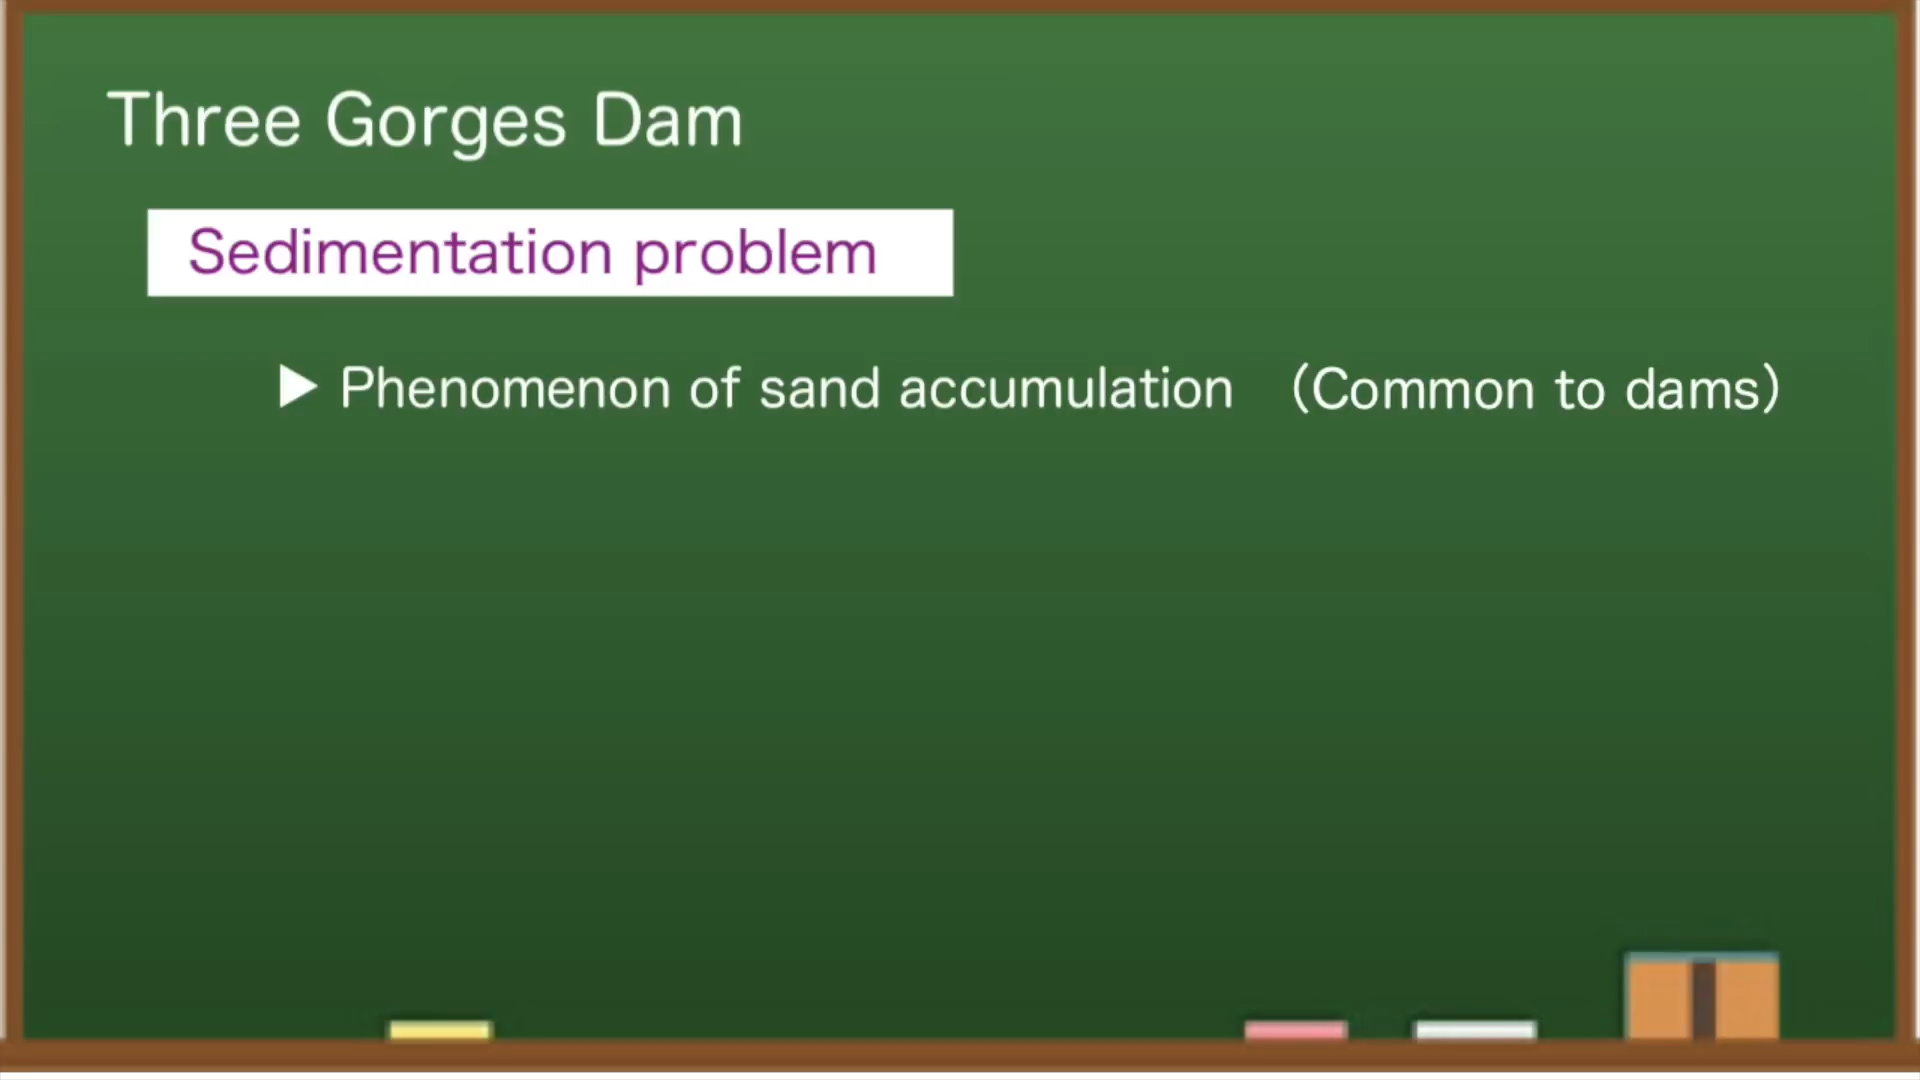 Three Gorges Dam
Sedimentation problem
▶ Phenomenon of sand accumulation （Common to dams）